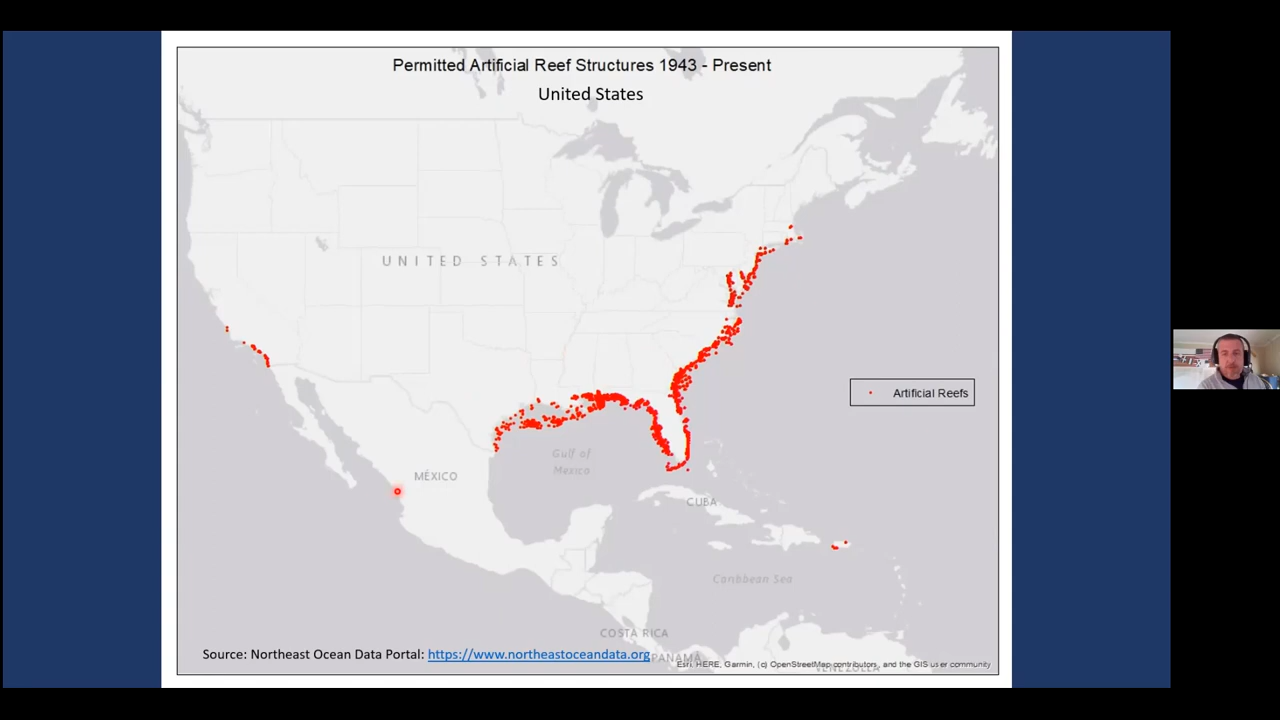 Permitted Artificial Reef Structures 1943 - Present
United States
UNITED STATES
Artificial Reefs
Gulf of
Mexico
MÉXICO
CUBA
Caribbean Sea
COSTA RICA
Source: Northeast Ocean Data Portal: https://www.northeastoceandata.org
PANAMÁ
Esri, HERE, Garmin, (c) OpenStreetMap contributors, and the GIS user community
VENEZUELA